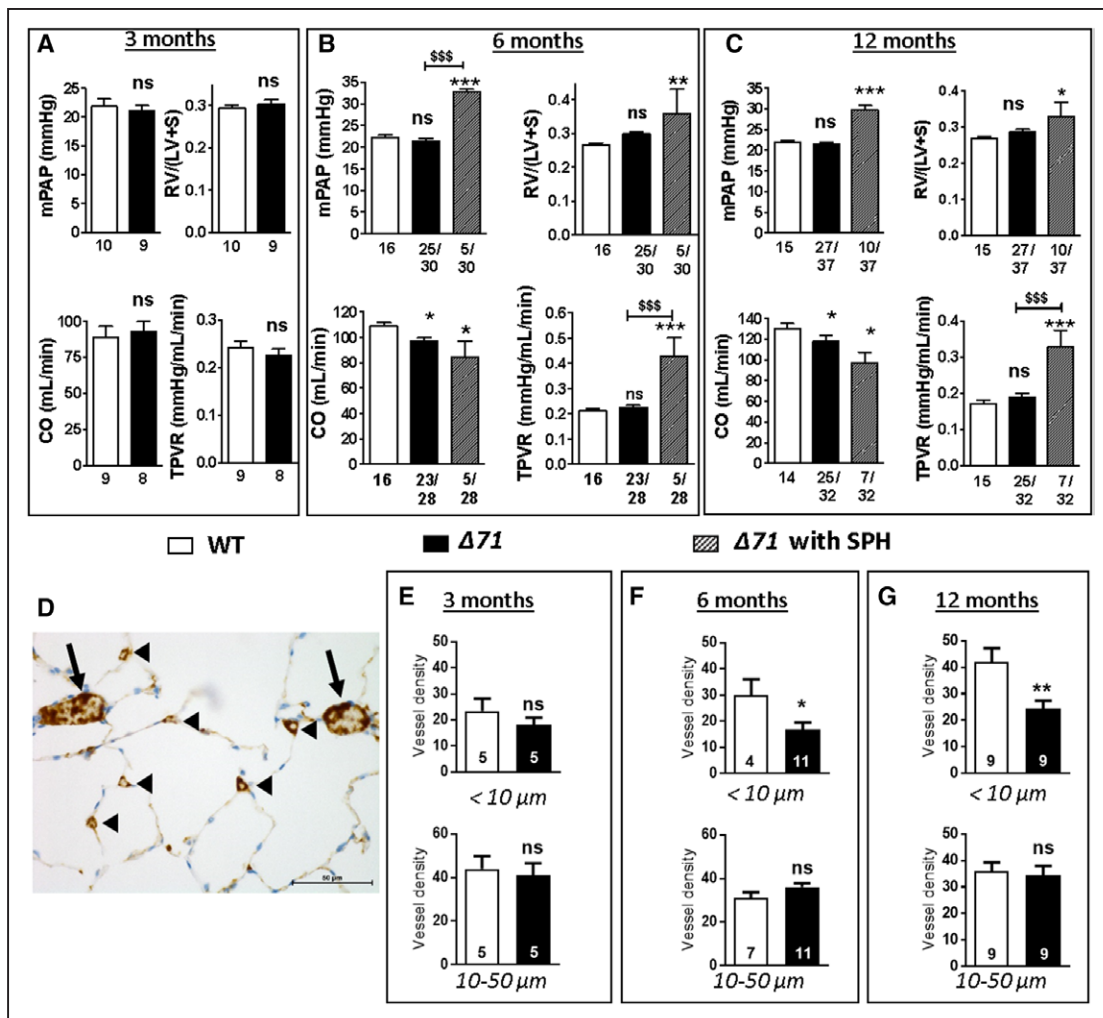 A
3 months
mPAP (mmHg)
25
20
15
10
5
0
ns
10 9
RV/(LV+S)
0.3
0.2
0.1
0.0
ns
10 9
CO (mL/min)
100
75
50
25
0
ns
9 8
TPVR (mmHg/mL/min)
0.3
0.2
0.1
0.0
ns
9 8
B
6 months
mPAP (mmHg)
35
30
25
20
15
10
5
0
$$$
ns
***
16 25/ 5/
30 30
RV/(LV+S)
0.4
0.3
0.2
0.1
0.0
ns
**
16 25/ 5/
30 30
CO (mL/min)
120
100
80
60
40
20
0
*
*
16 23/ 5/
28 28
TPVR (mmHg/mL/min)
0.6
0.5
0.4
0.3
0.2
0.1
0.0
$$$
ns
***
16 23/ 5/
28 28
C
12 months
mPAP (mmHg)
35
30
25
20
15
10
5
0
ns
***
15 27/ 10/
37 37
RV/(LV+S)
0.4
0.3
0.2
0.1
ns
*
15 27/ 10/
37 37
CO (mL/min)
140
120
100
80
60
40
20
0
*
*
14 25/ 7/
32 32
TPVR (mmHg/mL/min)
0.4
0.3
0.2
0.1
0.0
$$$
ns
***
15 25/ 7/
32 32
WT
Δ71
Δ71 with SPH
D
50 µm
E
3 months
Vessel density
50
40
30
20
10
0
ns
5 5
< 10 µm
Vessel density
60
40
20
0
ns
5 5
10-50 µm
F
6 months
Vessel density
50
40
30
20
10
0
*
4 11
< 10 µm
Vessel density
60
40
20
0
ns
7 11
10-50 µm
G
12 months
Vessel density
50
40
30
20
10
0
**
9 9
< 10 µm
Vessel density
50
40
30
20
10
0
ns
9 9
10-50 µm